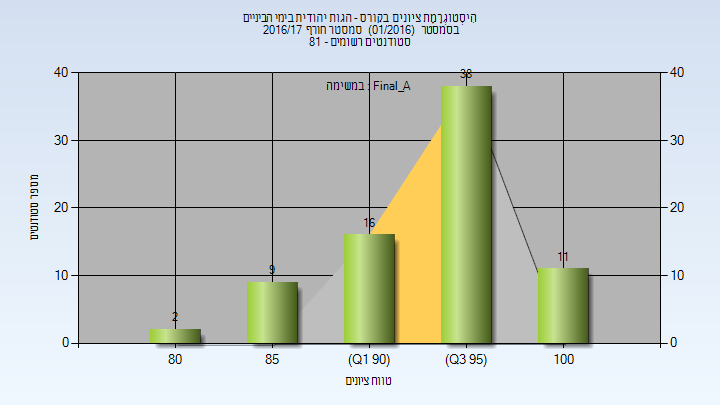 היסטוגרמת ציונים בקורס - הגות יהודית בימי הביניים
בסמסטר (01/2016) סמסטר חורף 2016/17
סטודנטים רשומים - 81
במשימה : Final_A
40
30
20
10
0
40
30
20
10
0
2
9
16
38
11
80
85
(Q1 90)
(Q3 95)
100
מספר סטודנטים
טווח ציונים